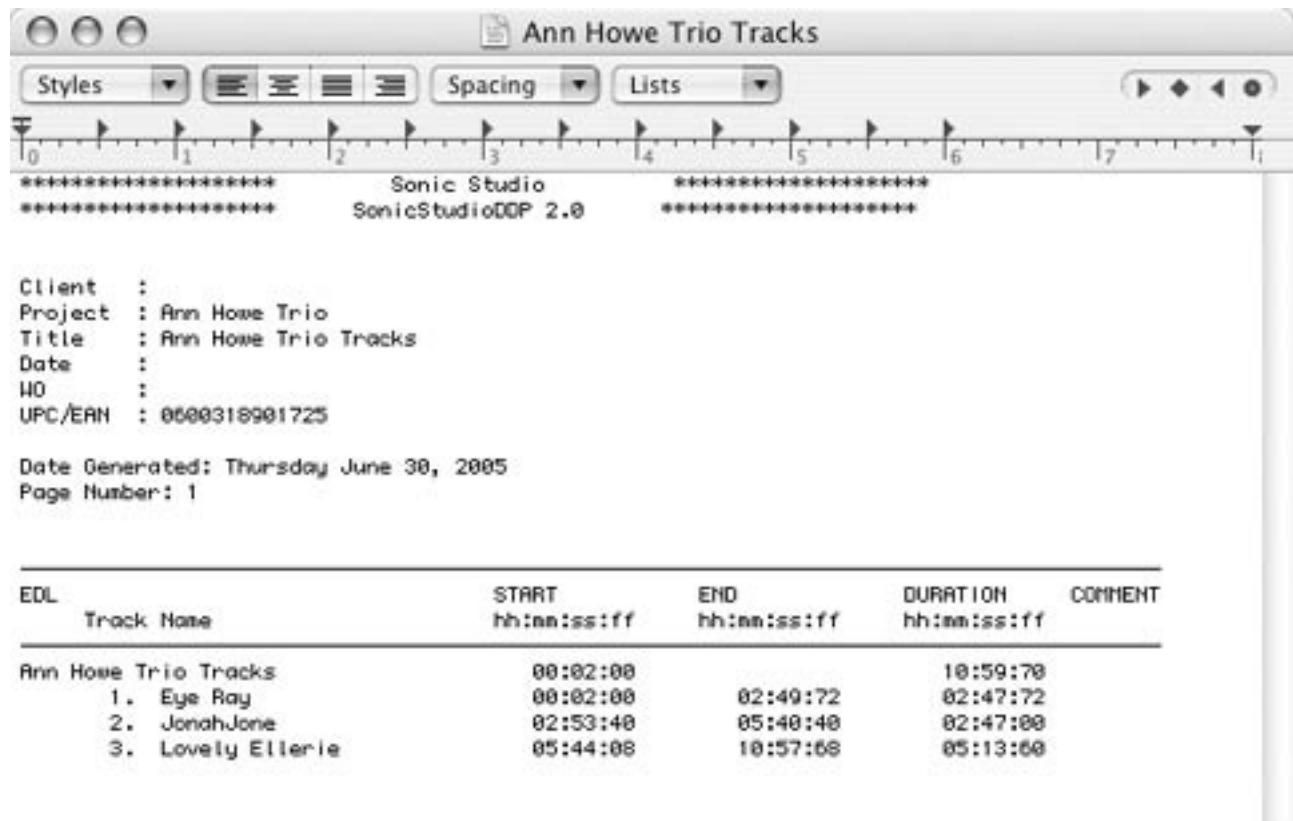 Ann Howe Trio Tracks
Styles Spacing Lists
0 1 2 3 4 5 6 7
******************** Sonic Studio ********************
******************** SonicStudioDDP 2.0 ********************
Client :
Project : Ann Howe Trio
Title : Ann Howe Trio Tracks
Date :
WO :
UPC/EAN : 0600318901725
Date Generated: Thursday June 30, 2005
Page Number: 1
EDL START END DURATION COMMENT
Track Name hh:mm:ss:ff hh:mm:ss:ff hh:mm:ss:ff
Ann Howe Trio Tracks 00:02:00 10:59:70
1. Eye Ray 00:02:00 02:49:72 02:47:72
2. JonahJone 02:53:40 05:40:40 02:47:00
3. Lovely Ellerie 05:44:08 10:57:68 05:13:60